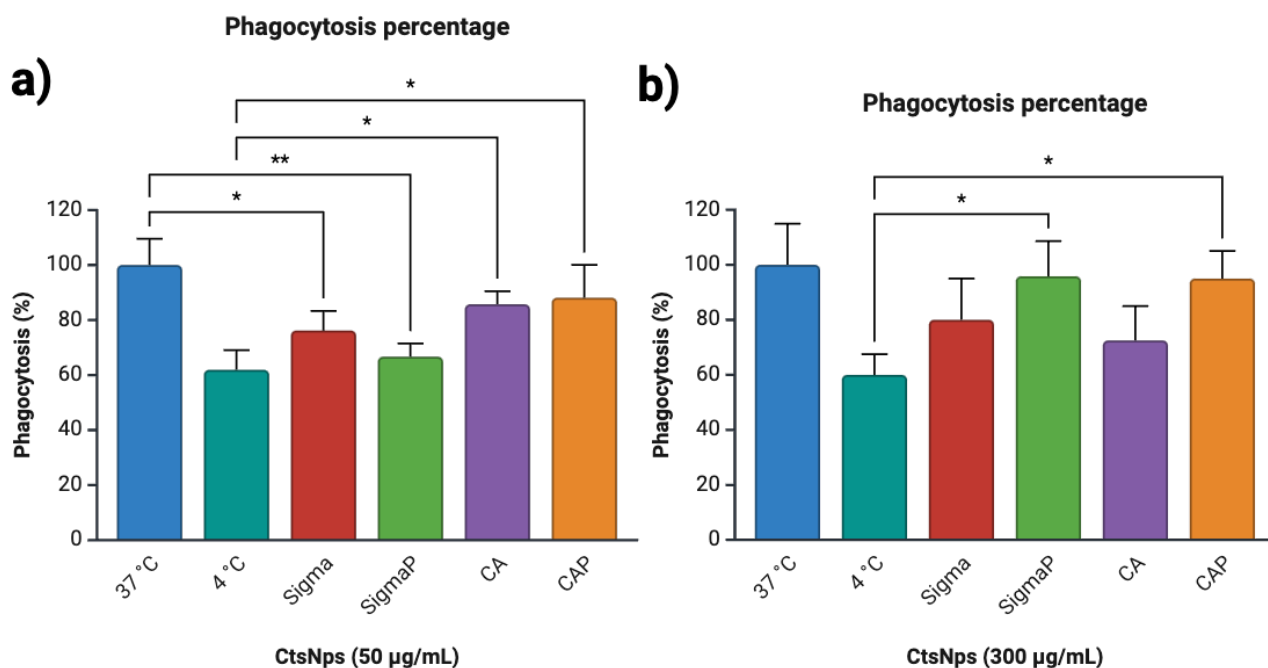 a)
Phagocytosis percentage
*
*
**
*
Phagocytosis (%)
120
100
80
60
40
20
0
37 °C
4 °C
Sigma
SigmaP
CA
CAP
CtsNps (50 µg/mL)
b)
Phagocytosis percentage
*
*
Phagocytosis (%)
120
100
80
60
40
20
0
37 °C
4 °C
Sigma
SigmaP
CA
CAP
CtsNps (300 µg/mL)